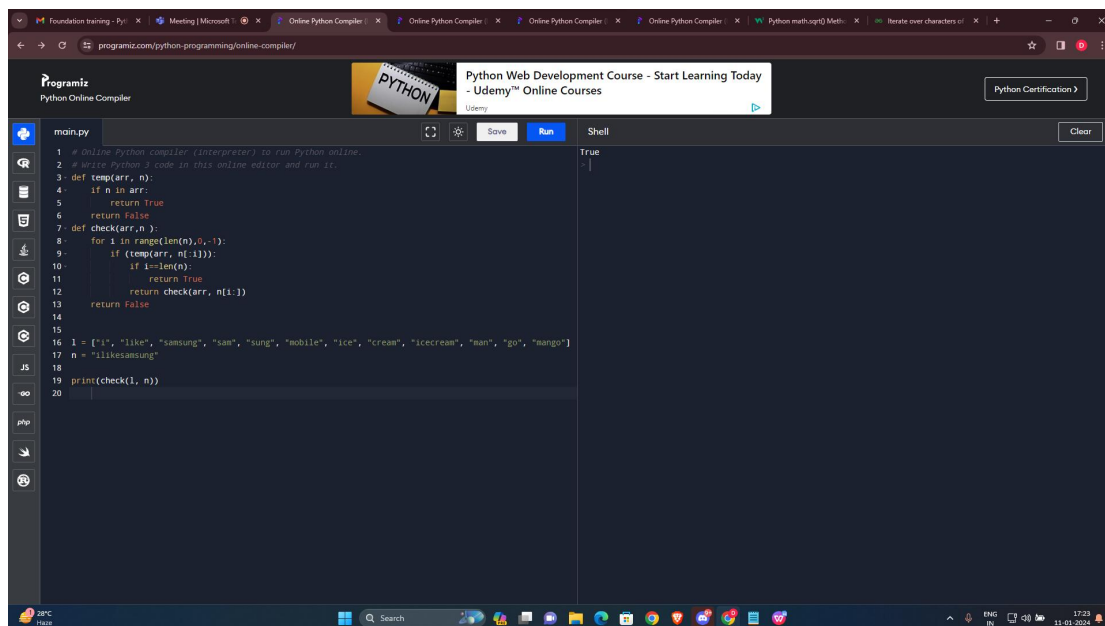 Foundation training - Pyt
Meeting | Microsoft T
Online Python Compiler (
Online Python Compiler (
Online Python Compiler (
Online Python Compiler (
Python math.sqrt() Metho
Iterate over characters of
programiz.com/python-programming/online-compiler/
D
Programiz
Python Online Compiler
PYTHON
Python Web Development Course - Start Learning Today
- Udemy™ Online Courses
Udemy
Python Certification
main.py
Save
Run
Shell
Clear
1 # Online Python compiler (interpreter) to run Python online.
2 # Write Python 3 code in this online editor and run it.
3 def temp(arr, n):
4 if n in arr:
5 return True
6 return False
7 def check(arr,n ):
8 for i in range(len(n),0,-1):
9 if (temp(arr, n[:i])):
10 if i==len(n):
11 return True
12 return check(arr, n[i:])
13 return False
14
15
16 l = ["i", "like", "samsung", "sam", "sung", "mobile", "ice", "cream", "icecream", "man", "go", "mango"]
17 n = "ilikesamsung"
18
19 print(check(l, n))
20
True
>
R
JS
GO
php
1
28°C
Haze
Search
ENG
IN
17:23
11-01-2024